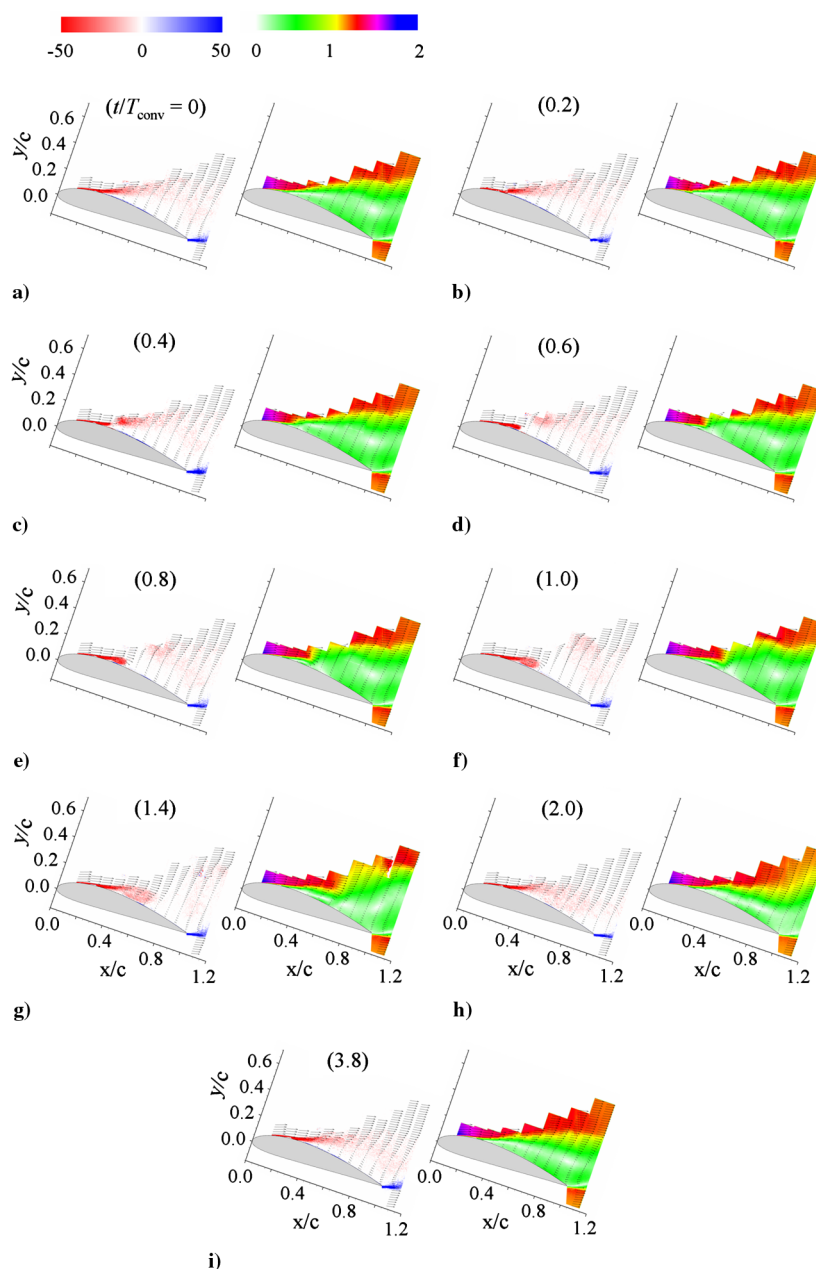 -50 0 50 0 1 2
(t/Tconv = 0) (0.2)
y/c
0.6
0.4
0.2
0.0
a) b)
(0.4) (0.6)
y/c
0.6
0.4
0.2
0.0
c) d)
(0.8) (1.0)
y/c
0.6
0.4
0.2
0.0
e) f)
(1.4) (2.0)
y/c
0.6
0.4
0.2
0.0
0.0 0.4 0.8 1.2 0.0 0.4 0.8 1.2 0.0 0.4 0.8 1.2 0.0 0.4 0.8 1.2
x/c x/c x/c x/c
g) h)
(3.8)
y/c
0.6
0.4
0.2
0.0
0.0 0.4 0.8 1.2 0.0 0.4 0.8 1.2
x/c x/c
i)